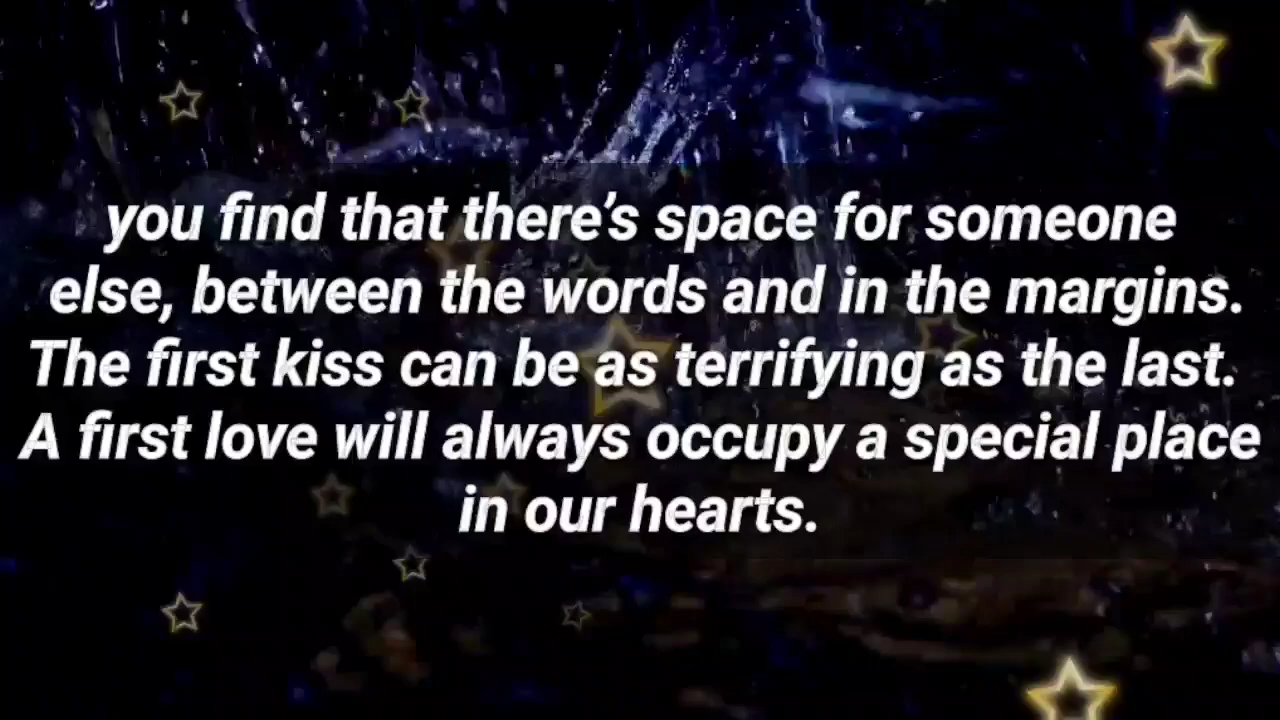 you find that there’s space for someone
else, between the words and in the margins.
The first kiss can be as terrifying as the last.
A first love will always occupy a special place
in our hearts.